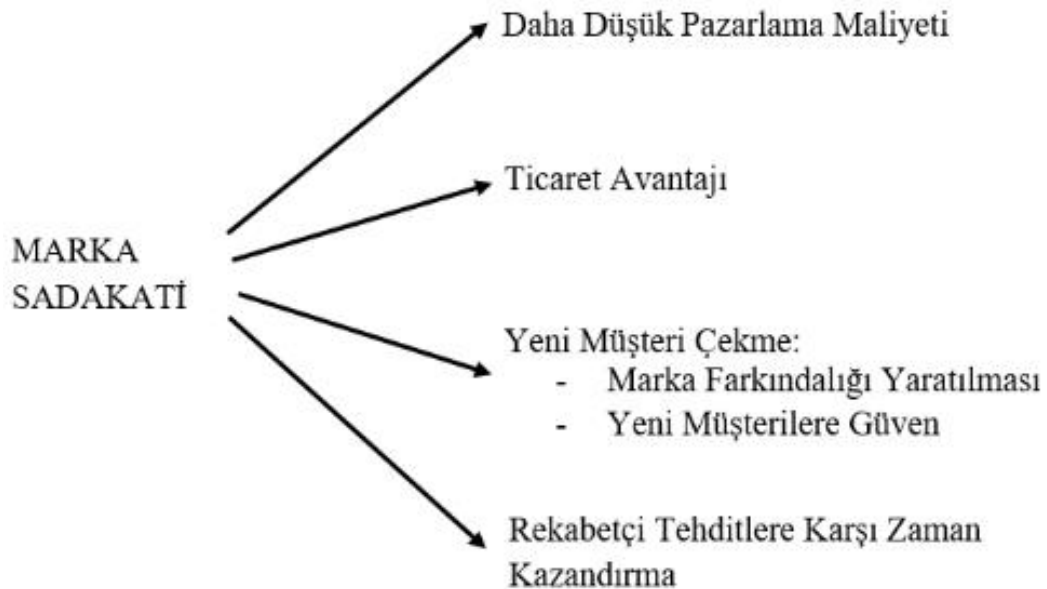 Daha Düşük Pazarlama Maliyeti
Ticaret Avantajı
MARKA
SADAKATİ
Yeni Müşteri Çekme:
- Marka Farkındalığı Yaratılması
- Yeni Müşterilere Güven
Rekabetçi Tehditlere Karşı Zaman
Kazandırma